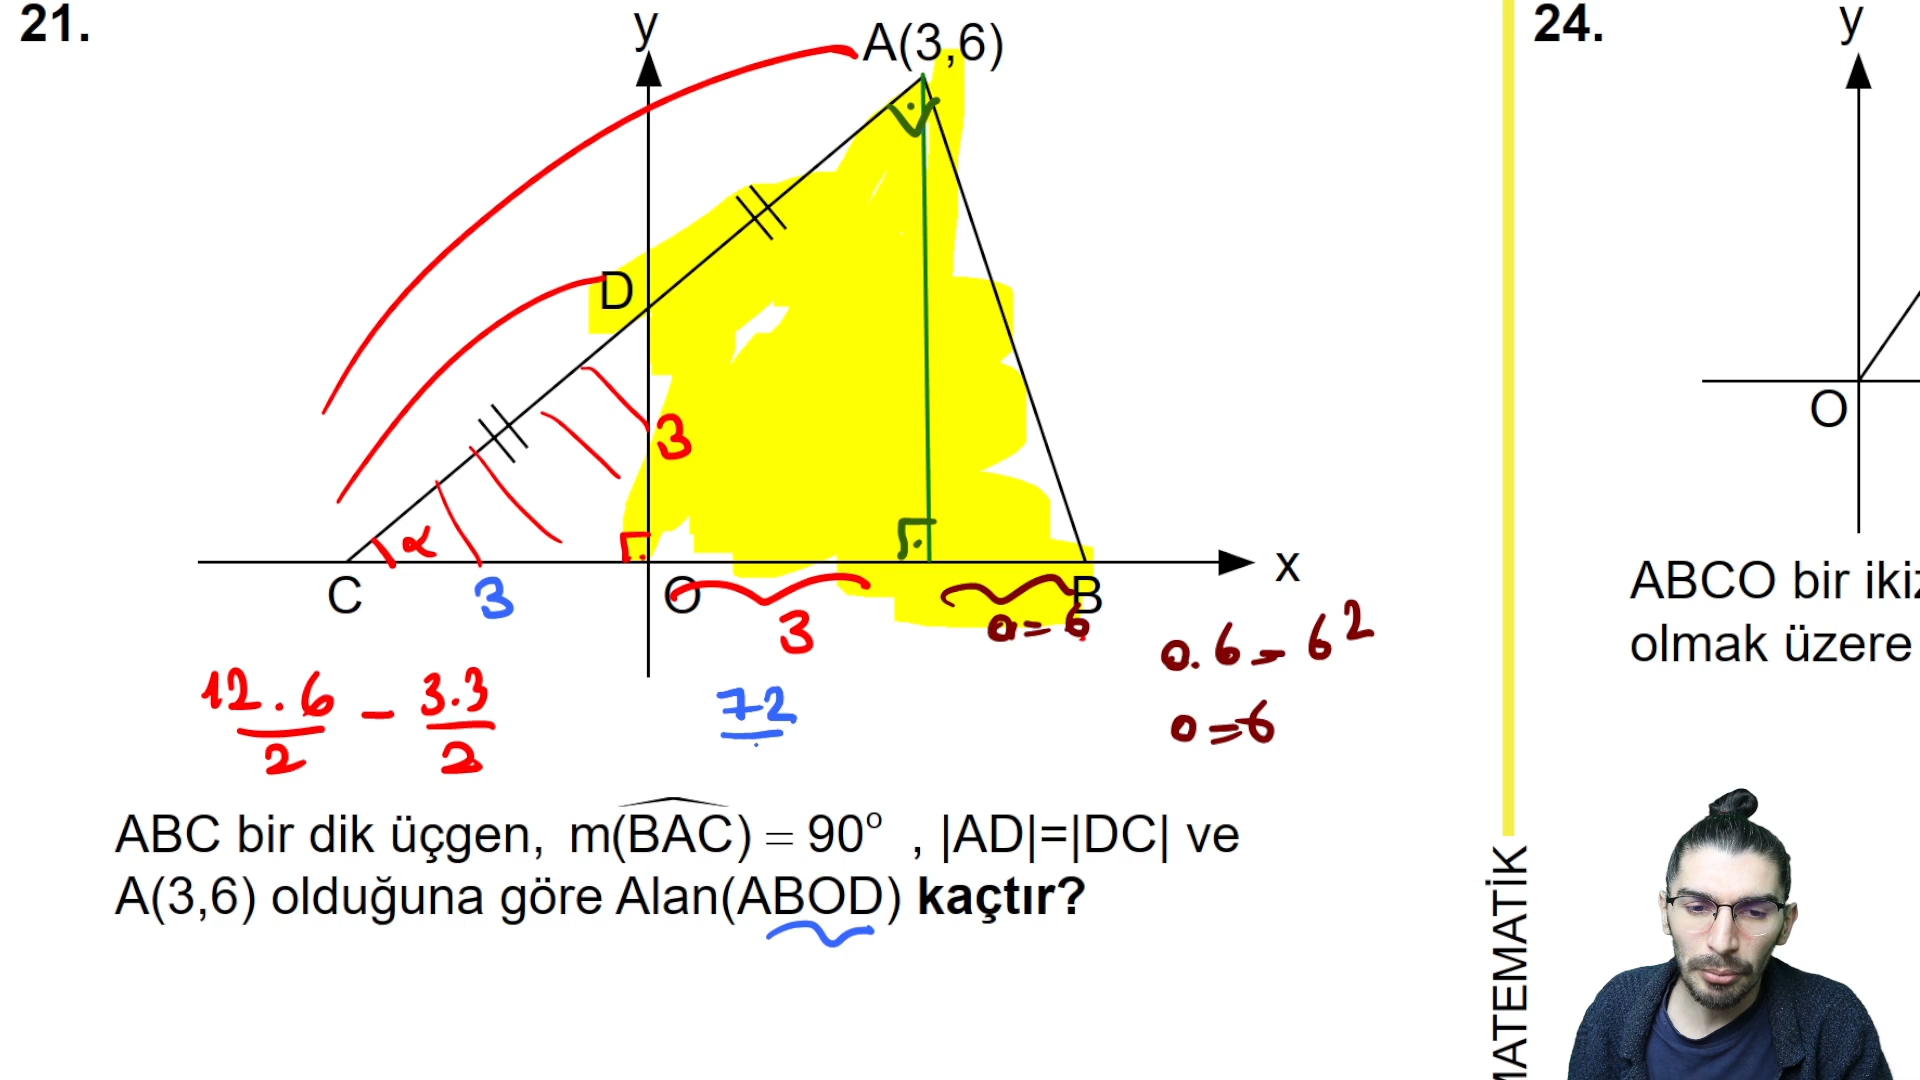 21.
y
A(3,6)
D
3
α
C
3
O
3
a = 6
B
x
12.6/2 - 3.3/2
72
a.6 = 6²
a = 6
ABC bir dik üçgen, m(BAC) = 90° , |AD|=|DC| ve
A(3,6) olduğuna göre Alan(ABOD) kaçtır?
MATEMATİK
24.
y
O
ABCO bir ikiz
olmak üzere